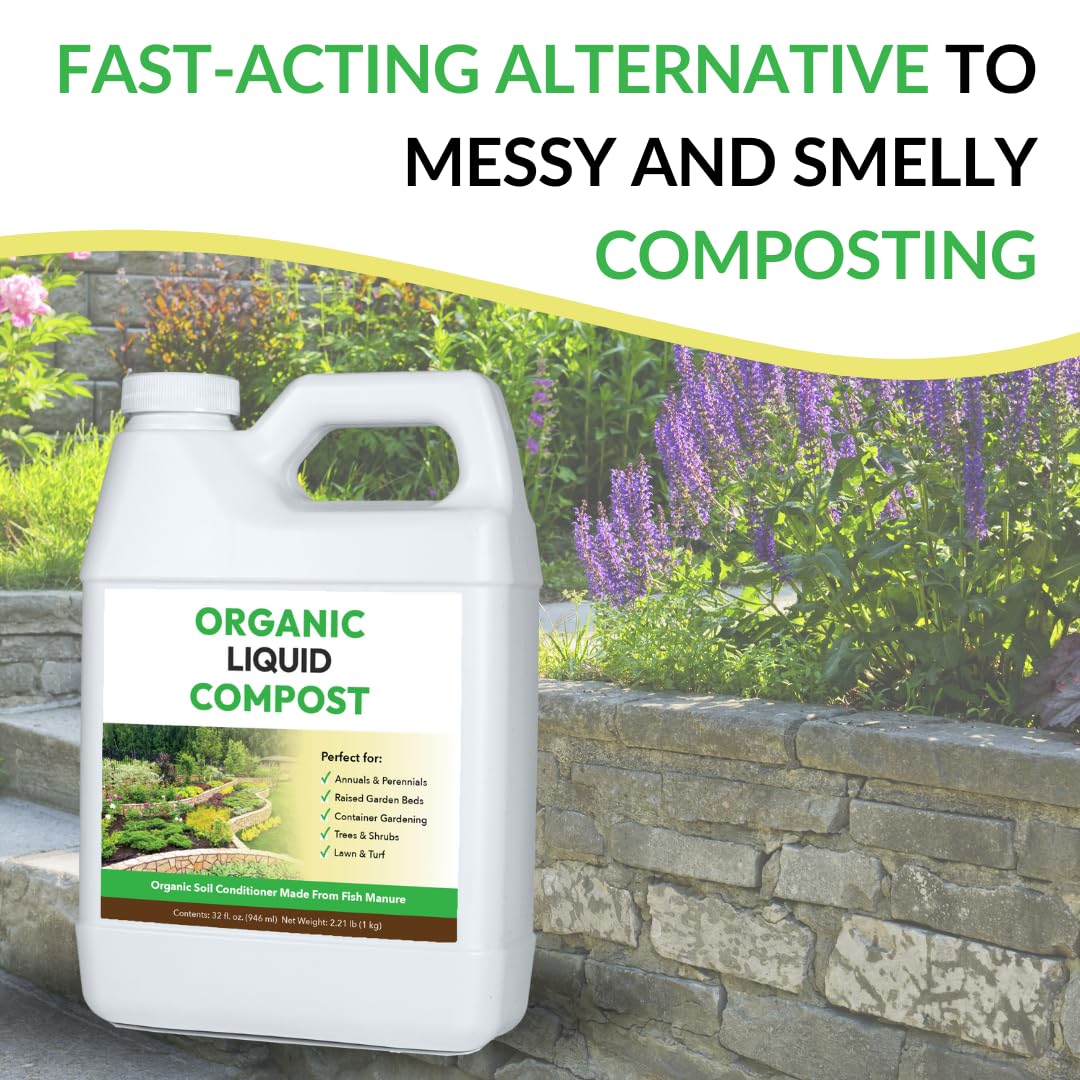 FAST-ACTING ALTERNATIVE TO
MESSY AND SMELLY
COMPOSTING
ORGANIC
LIQUID
COMPOST
Perfect for:
✓ Annuals & Perennials
✓ Raised Garden Beds
✓ Container Gardening
✓ Trees & Shrubs
✓ Lawn & Turf
Organic Soil Conditioner Made From Fish Manure
Contents: 32 fl. oz. (946 ml) Net Weight: 2.21 lb (1 kg)